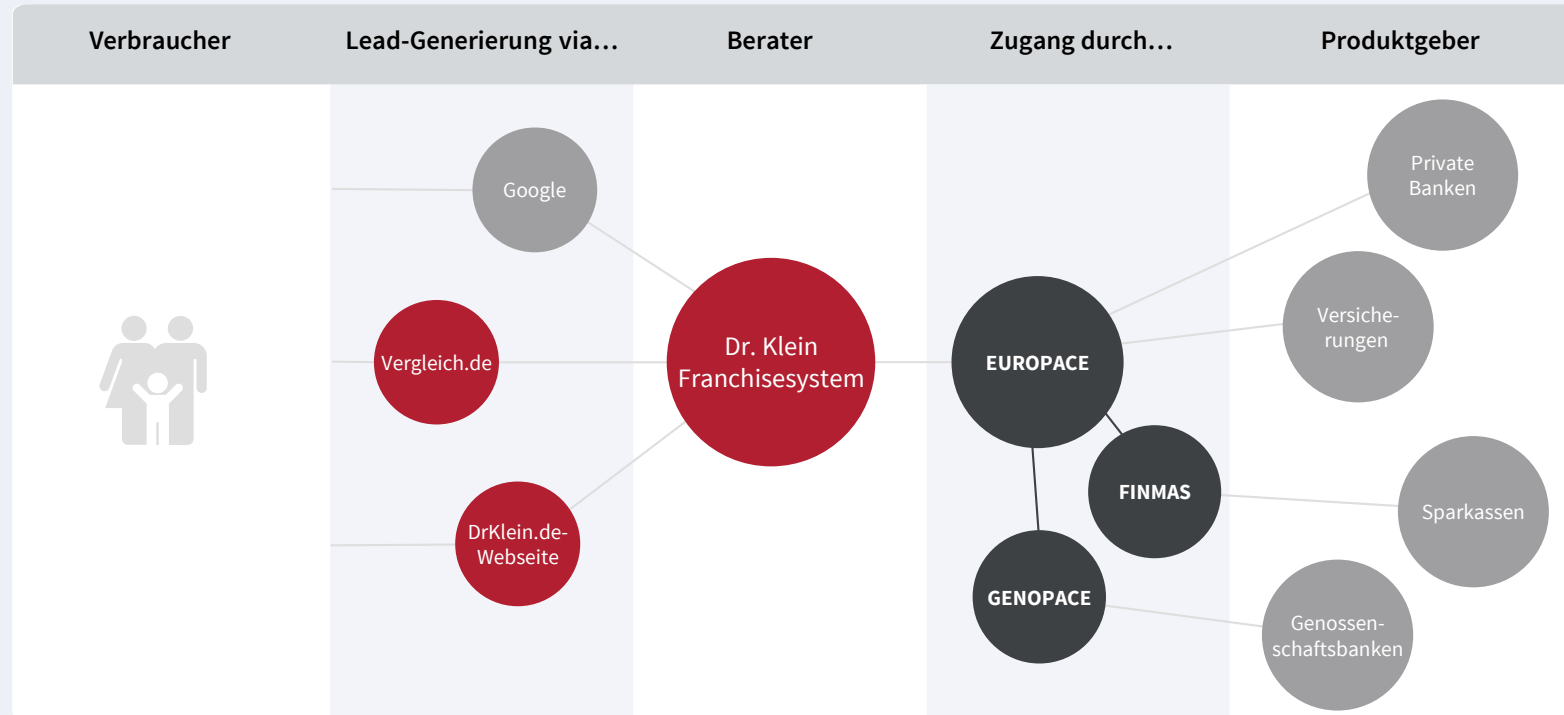 Verbraucher
Lead-Generierung via…
Berater
Zugang durch…
Produktgeber
Google
Vergleich.de
DrKlein.de-
Webseite
Dr. Klein
Franchisesystem
EUROPACE
FINMAS
GENOPACE
Private
Banken
Versiche-
rungen
Sparkassen
Genossen-
schaftsbanken